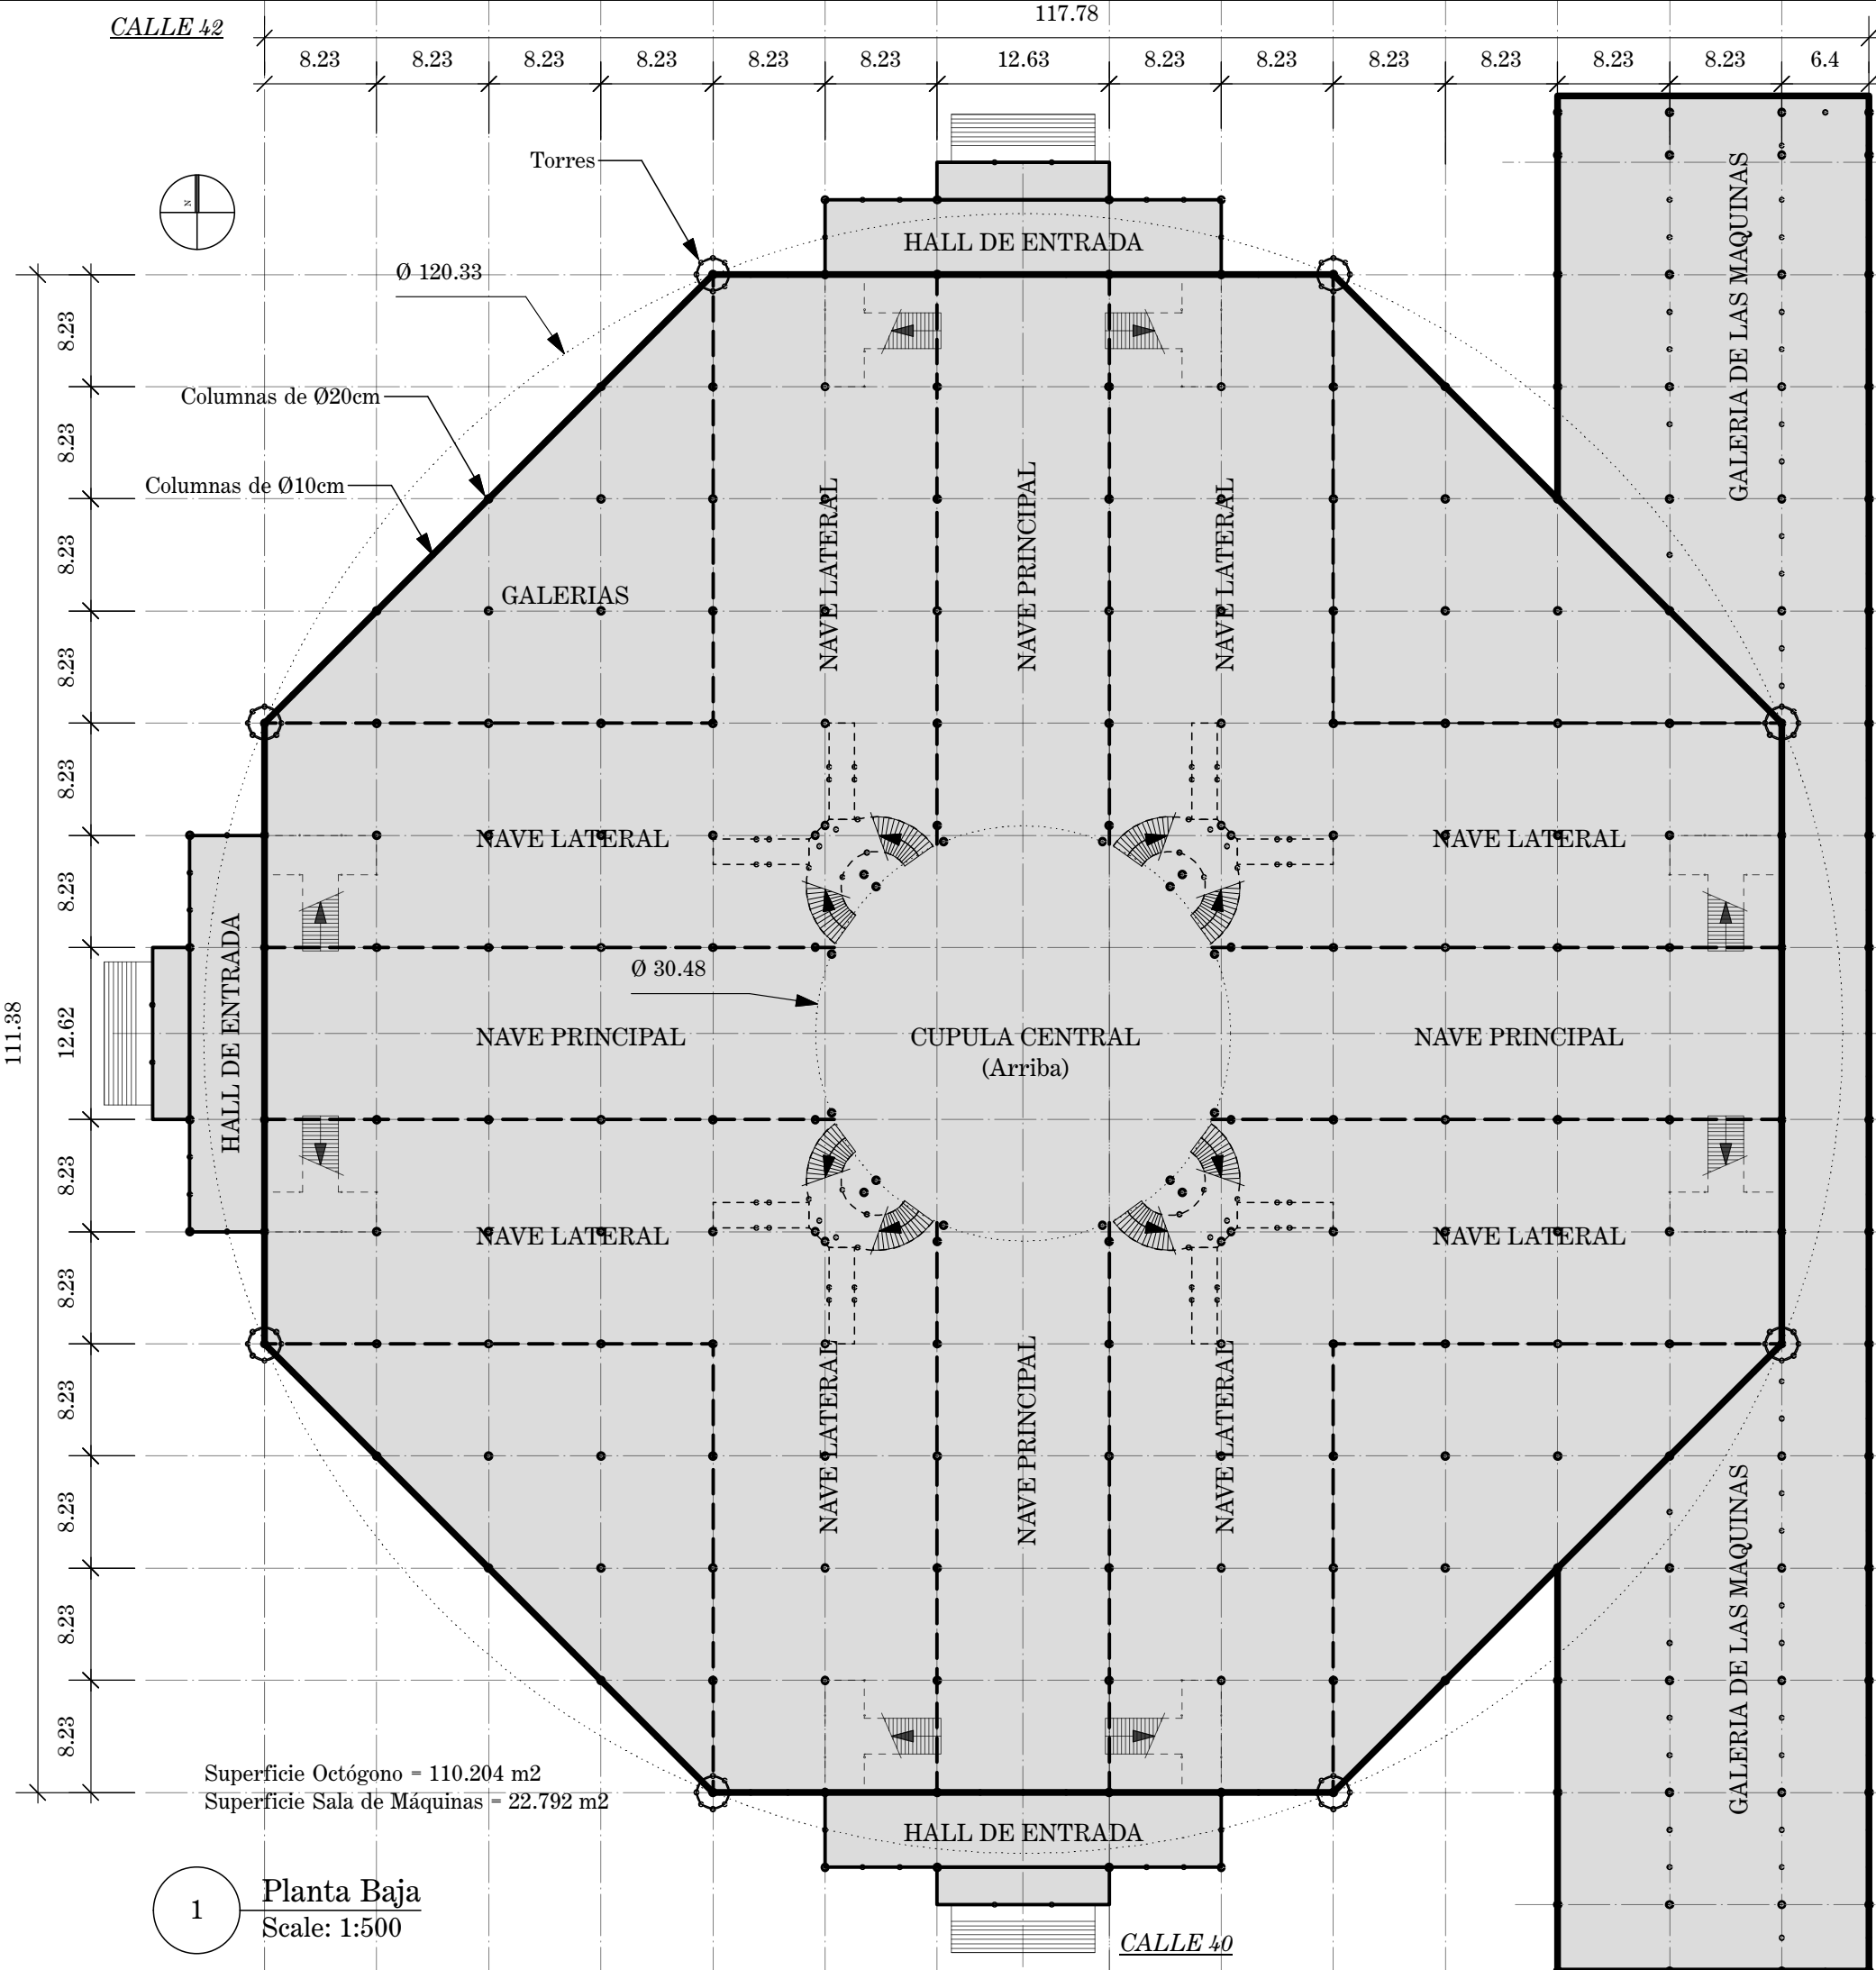 CALLE 42
117.78
8.23 8.23 8.23 8.23 8.23 8.23 12.63 8.23 8.23 8.23 8.23 8.23 8.23 6.4
Torres
N
HALL DE ENTRADA
Ø 120.33
GALERIA DE LAS MAQUINAS
Columnas de Ø20cm
Columnas de Ø10cm
GALERIAS
NAVE LATERAL
NAVE PRINCIPAL
NAVE LATERAL
8.23
8.23
8.23
8.23
8.23
8.23
12.62
8.23
8.23
8.23
8.23
8.23
8.23
111.38
NAVE LATERAL
NAVE LATERAL
HALL DE ENTRADA
Ø 30.48
NAVE PRINCIPAL
CUPULA CENTRAL
(Arriba)
NAVE PRINCIPAL
NAVE LATERAL
NAVE LATERAL
NAVE LATERAL
NAVE PRINCIPAL
NAVE LATERAL
GALERIA DE LAS MAQUINAS
Superficie Octógono = 110.204 m2
Superficie Sala de Máquinas = 22.792 m2
HALL DE ENTRADA
1
Planta Baja
Scale: 1:500
CALLE 40